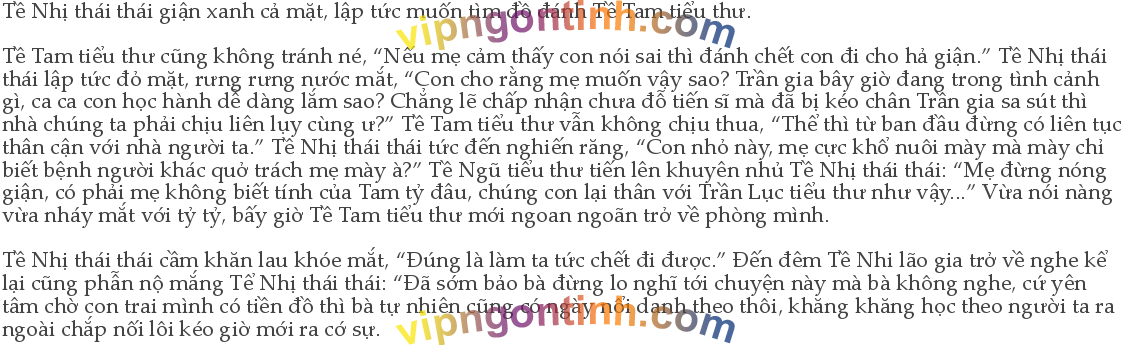 Tề Nhị thái thái giận xanh cả mặt, lập tức muốn tìm đồ đánh Tề Tam tiểu thư.
vipngontinh.com
Tề Tam tiểu thư cũng không tránh né, “Nếu mẹ cảm thấy con nói sai thì đánh chết con đi cho hả giận.” Tề Nhị thái
thái lập tức đỏ mặt, rưng rưng nước mắt, “Con cho rằng mẹ muốn vậy sao? Trần gia bây giờ đang trong tình cảnh
gì, ca ca con học hành dễ dàng lắm sao? Chẳng lẽ chấp nhận chưa đỗ tiến sĩ mà đã bị kéo chân Trần gia sa sút thì
nhà chúng ta phải chịu liên lụy cùng ư?” Tề Tam tiểu thư vẫn không chịu thua, “Thế thì từ ban đầu đừng có liên tục
thân cận với nhà người ta.” Tề Nhị thái thái tức đến nghiến răng, “Con nhỏ này, mẹ cực khổ nuôi mày mà mày chỉ
biết bệnh người khác quở trách mẹ mày à?” Tề Ngũ tiểu thư tiến lên khuyên nhủ Tề Nhị thái thái: “Mẹ đừng nóng
giận, có phải mẹ không biết tính của Tam tỷ đâu, chúng con lại thân với Trần Lục tiểu thư như vậy...” Vừa nói nàng
vừa nháy mắt với tỷ tỷ, bấy giờ Tề Tam tiểu thư mới ngoan ngoãn trở về phòng mình.
Tề Nhị thái thái cầm khăn lau khóe mắt, “Đúng là làm ta tức chết đi được.” Đến đêm Tề Nhi lão gia trở về nghe kể
lại cũng phẫn nộ mắng Tề Nhị thái thái: “Đã sớm bảo bà đừng lo nghĩ tới chuyện này mà bà không nghe, cứ yên
tâm chờ con trai mình có tiền đồ thì bà tự nhiên cũng có ngày nổi danh theo thôi, khăng khăng học theo người ta ra
ngoài chắp nối lôi kéo giờ mới ra cớ sự.
vipngontinh.com